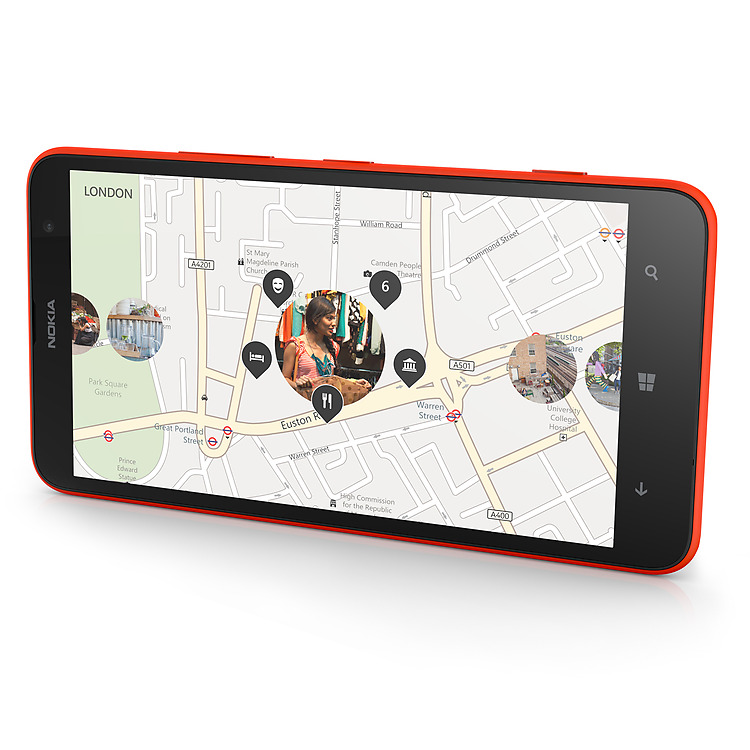 NOKIA
LONDON
A4201
Stanhope Street
William Road
St Mary
Magdeline Parish
Church
Camden People
Theatre
6
Drummond Street
Park Square
Gardens
Great Portland
Street
Euston R
Warren
Street
Warren Street
A501
Euston
University
College
Hospital
Prince
Edward
Statue
High Commission
for the Republic
A400